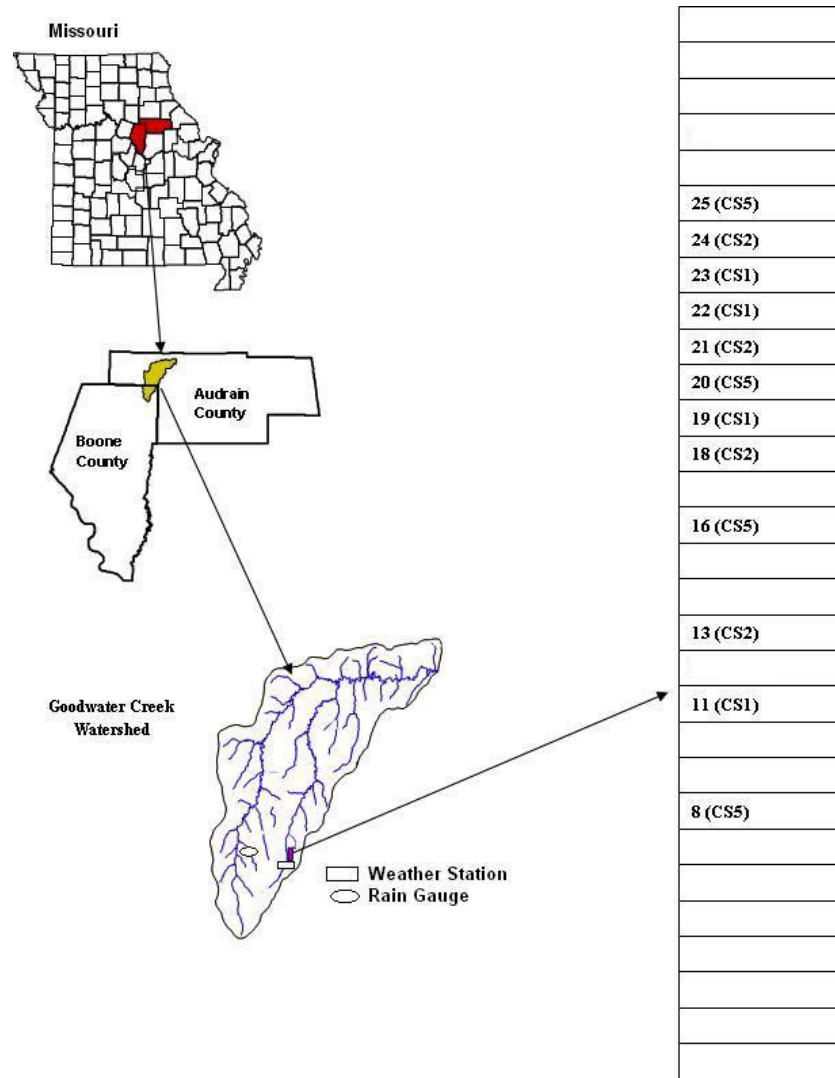 Missouri
Audrain
County
Boone
County
Goodwater Creek
Watershed
Weather Station
Rain Gauge
25 (CS5)
24 (CS2)
23 (CS1)
22 (CS1)
21 (CS2)
20 (CS5)
19 (CS1)
18 (CS2)
16 (CS5)
13 (CS2)
11 (CS1)
8 (CS5)